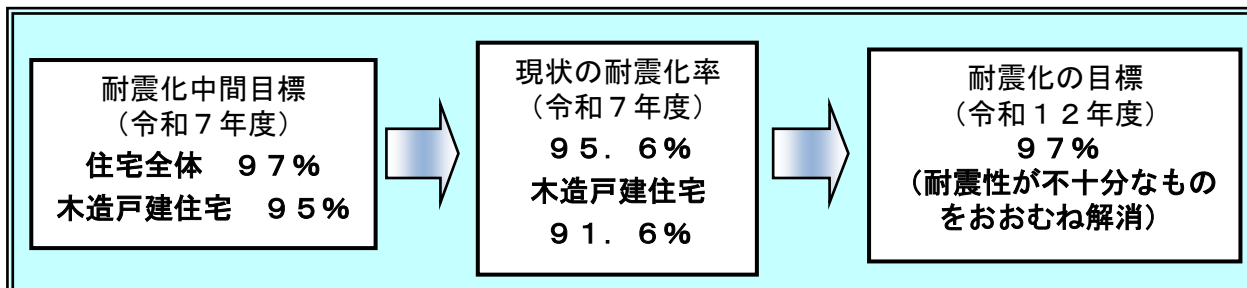 耐震化中間目標
（令和７年度）
住宅全体　９７％
木造戸建住宅　９５％
現状の耐震化率
（令和７年度）
９５．６％
木造戸建住宅
９１．６％
耐震化の目標
（令和１２年度）
９７％
（耐震性が不十分なもの
をおおむね解消）